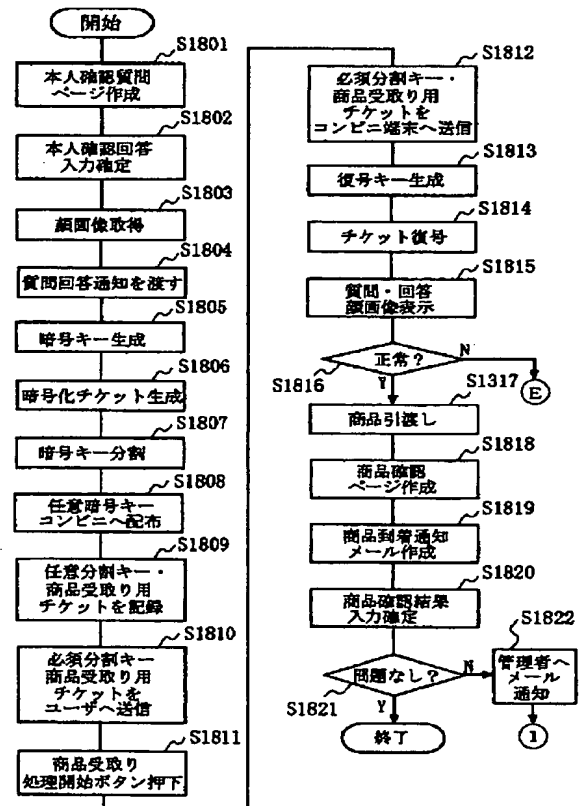 開始
S1801
本人確認質問
ページ作成
S1802
本人確認回答
入力確定
S1803
顔画像取得
S1804
質問回答通知を渡す
S1805
暗号キー生成
S1806
暗号化チケット生成
S1807
暗号キー分割
S1808
任意暗号キー
コンビニへ配布
S1809
任意分割キー・
商品受取り用
チケットを記録
S1810
必須分割キー
商品受取り用
チケットを
ユーザへ送信
S1811
商品受取り
処理開始ボタン押下
S1812
必須分割キー・
商品受取り用
チケットを
コンビニ端末へ送信
S1813
復号キー生成
S1814
チケット復号
S1815
質問・回答
顔画像表示
正常?
N
S1816
Y
E
S1317
商品引渡し
S1818
商品確認
ページ作成
S1819
商品到着通知
メール作成
S1820
商品確認結果
入力確定
S1822
問題なし?
N
管理者へ
メール
通知
S1821
Y
終了
1